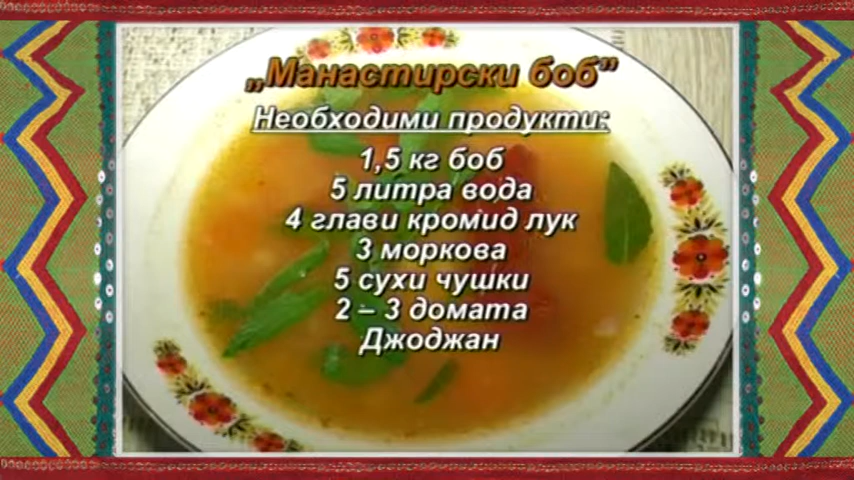 „Манастирски боб”
Необходими продукти:
1,5 кг боб
5 литра вода
4 глави кромид лук
3 моркова
5 сухи чушки
2 – 3 домата
Джоджан